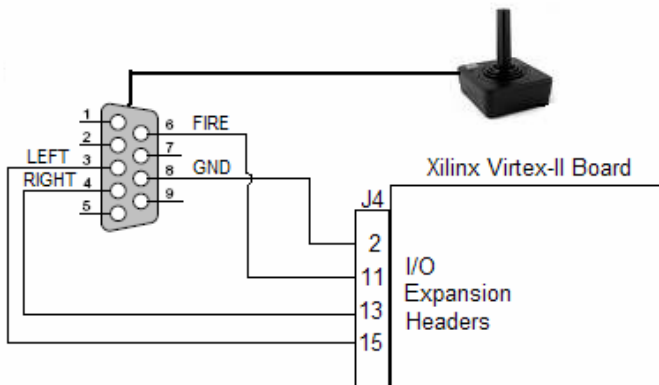 1
6 FIRE
2
7
LEFT 3
8 GND
RIGHT 4
9
5
Xilinx Virtex-II Board
J4
2
11
13
15
I/O
Expansion
Headers